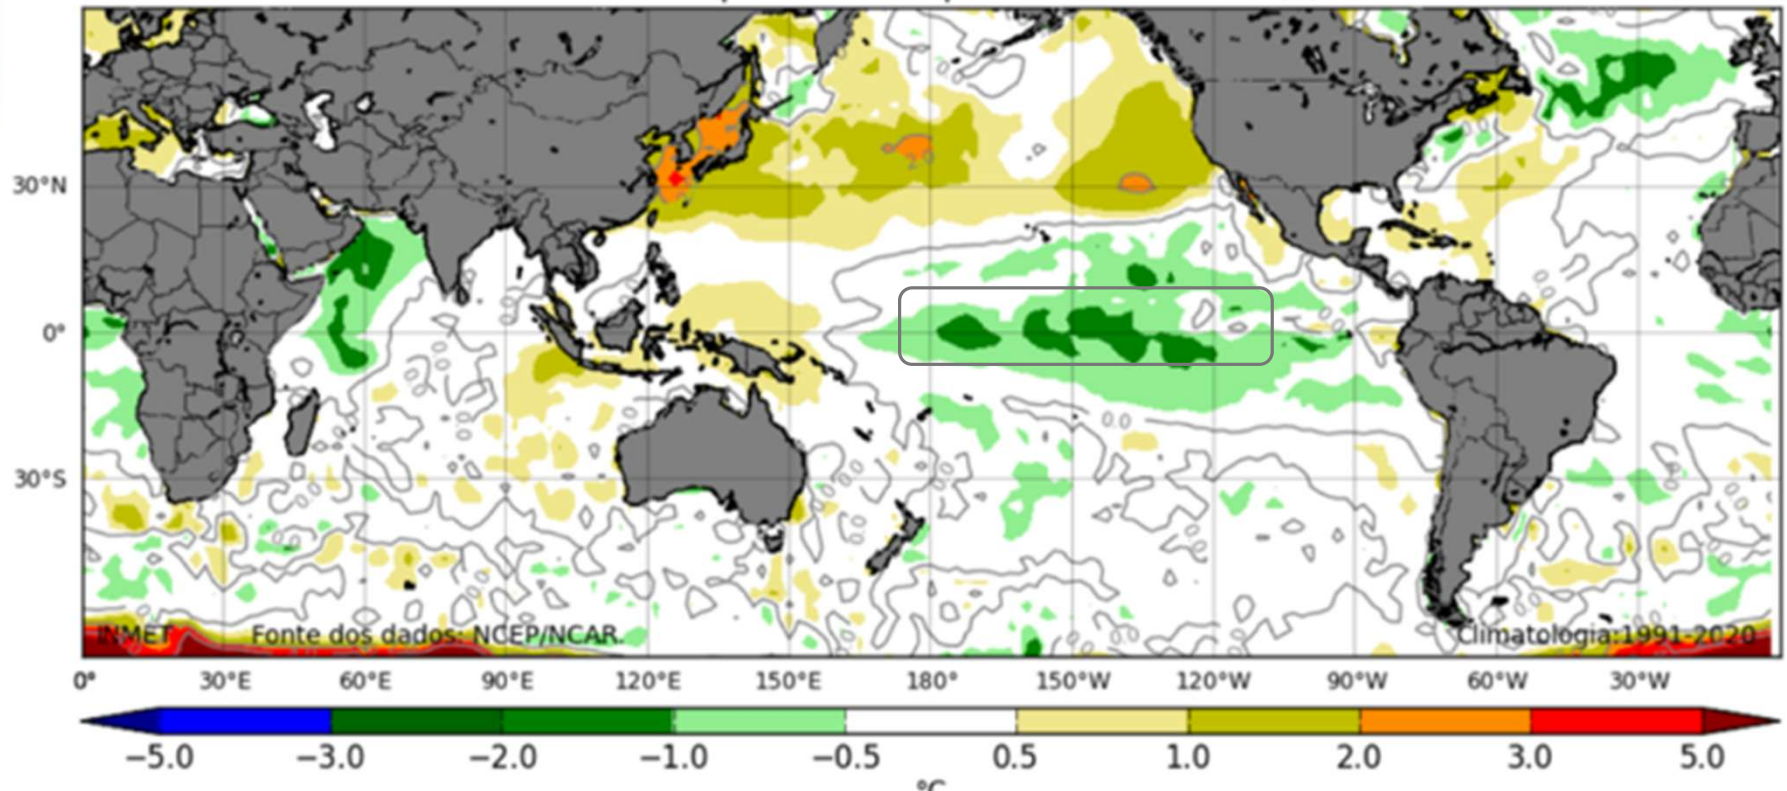 30°N
0°
30°S
INMET
Fonte dos dados: NCEP/NCAR.
Climatologia:1991-2020
0° 30°E 60°E 90°E 120°E 150°E 180° 150°W 120°W 90°W 60°W 30°W
−5.0 −3.0 −2.0 −1.0 −0.5 0.5 1.0 2.0 3.0 5.0
°C